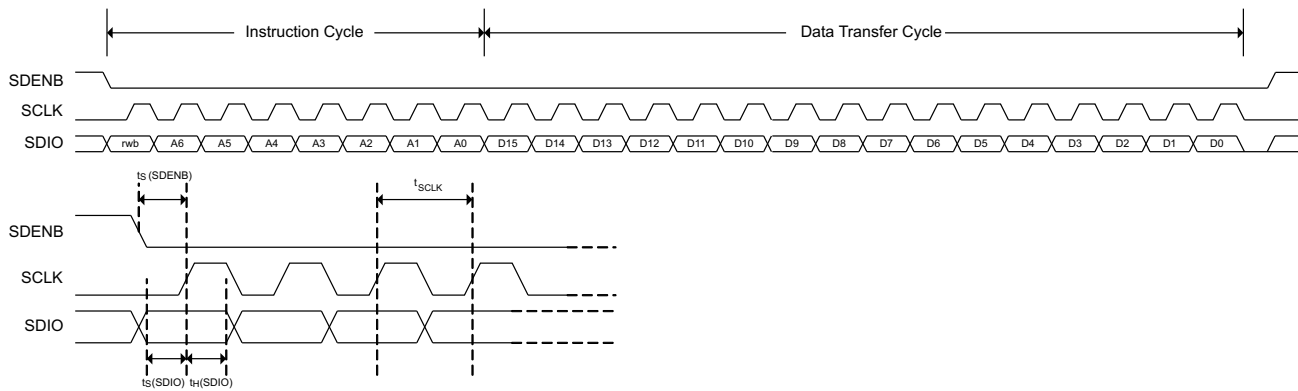 Instruction Cycle Data Transfer Cycle
SDENB
SCLK
SDIO rwb A6 A5 A4 A3 A2 A1 A0 D15 D14 D13 D12 D11 D10 D9 D8 D7 D6 D5 D4 D3 D2 D1 D0
tS(SDENB) tSCLK
SDENB
SCLK
SDIO
tS(SDIO) tH(SDIO)